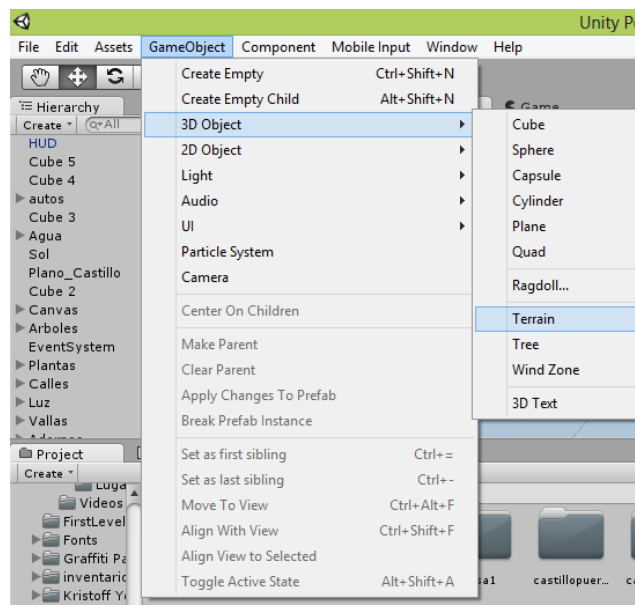 Unity P
File Edit Assets GameObject Component Mobile Input Window Help
Hierarchy
Create All
HUD
Cube 5
Cube 4
autos
Cube 3
Agua
Sol
Plano_Castillo
Cube 2
Canvas
Arboles
EventSystem
Plantas
Calles
Luz
Vallas
Create Empty Ctrl+Shift+N
Create Empty Child Alt+Shift+N
3D Object
2D Object
Light
Audio
UI
Particle System
Camera
Center On Children
Make Parent
Clear Parent
Apply Changes To Prefab
Break Prefab Instance
Set as first sibling Ctrl+=
Set as last sibling Ctrl+-
Move To View Ctrl+Alt+F
Align With View Ctrl+Shift+F
Align View to Selected
Toggle Active State Alt+Shift+A
Game
Cube
Sphere
Capsule
Cylinder
Plane
Quad
Ragdoll...
Terrain
Tree
Wind Zone
3D Text
Project
Create
Videos
FirstLevel
Fonts
Graffiti Pa
inventaric
Kristoff
sa1
castillopuer...